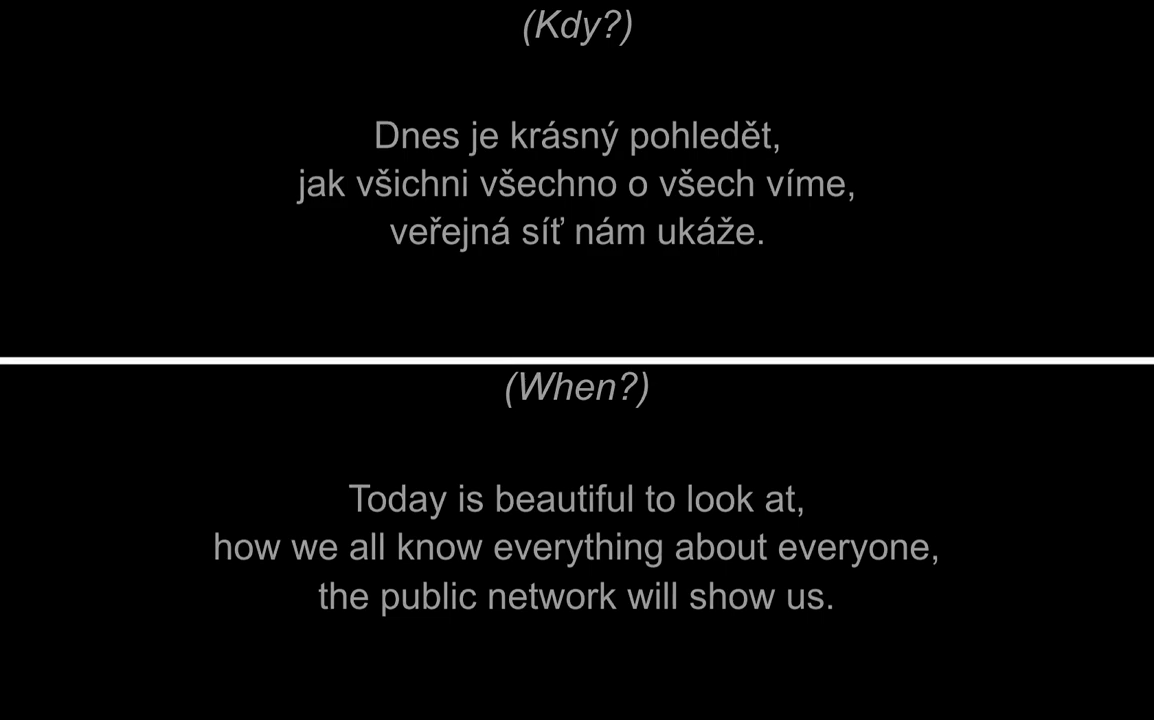 (Kdy?)
Dnes je krásný pohledět,
jak všichni všechno o všech víme,
veřejná síť nám ukáže.
(When?)
Today is beautiful to look at,
how we all know everything about everyone,
the public network will show us.